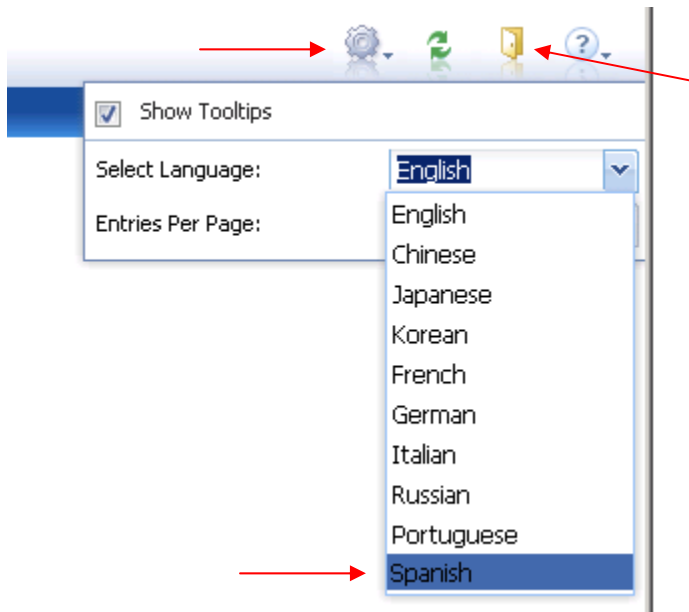 ?
Show Tooltips
Select Language: English
Entries Per Page:
English
Chinese
Japanese
Korean
French
German
Italian
Russian
Portuguese
Spanish